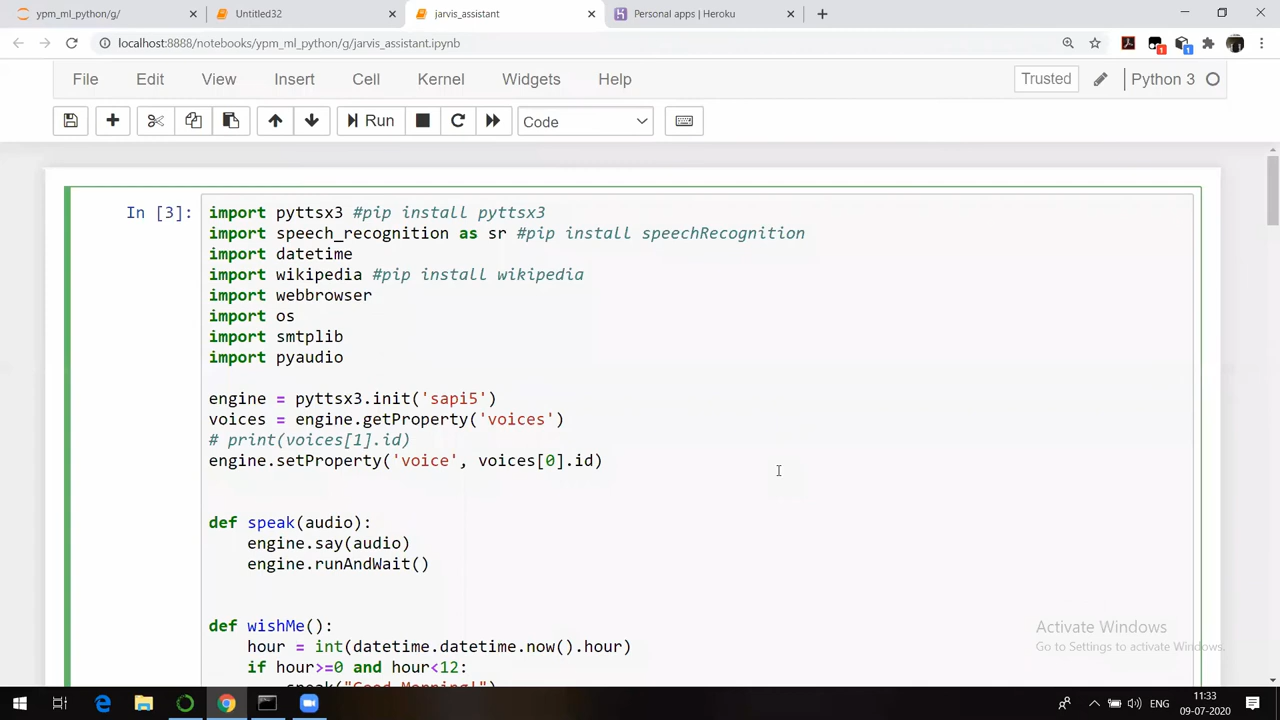 ypm_ml_python/g/
Untitled32
jarvis_assistant
Personal apps | Heroku
localhost:8888/notebooks/ypm_ml_python/g/jarvis_assistant.ipynb
1
1
File Edit View Insert Cell Kernel Widgets Help
Trusted
Python 3
Run
Code
In [3]:
import pyttsx3 #pip install pyttsx3
import speech_recognition as sr #pip install speechRecognition
import datetime
import wikipedia #pip install wikipedia
import webbrowser
import os
import smtplib
import pyaudio
engine = pyttsx3.init('sapi5')
voices = engine.getProperty('voices')
# print(voices[1].id)
engine.setProperty('voice', voices[0].id)
def speak(audio):
engine.say(audio)
engine.runAndWait()
def wishMe():
hour = int(datetime.datetime.now().hour)
if hour>=0 and hour<12:
speak("Good Morning!")
Activate Windows
Go to Settings to activate Windows.
ENG
11:33
09-07-2020